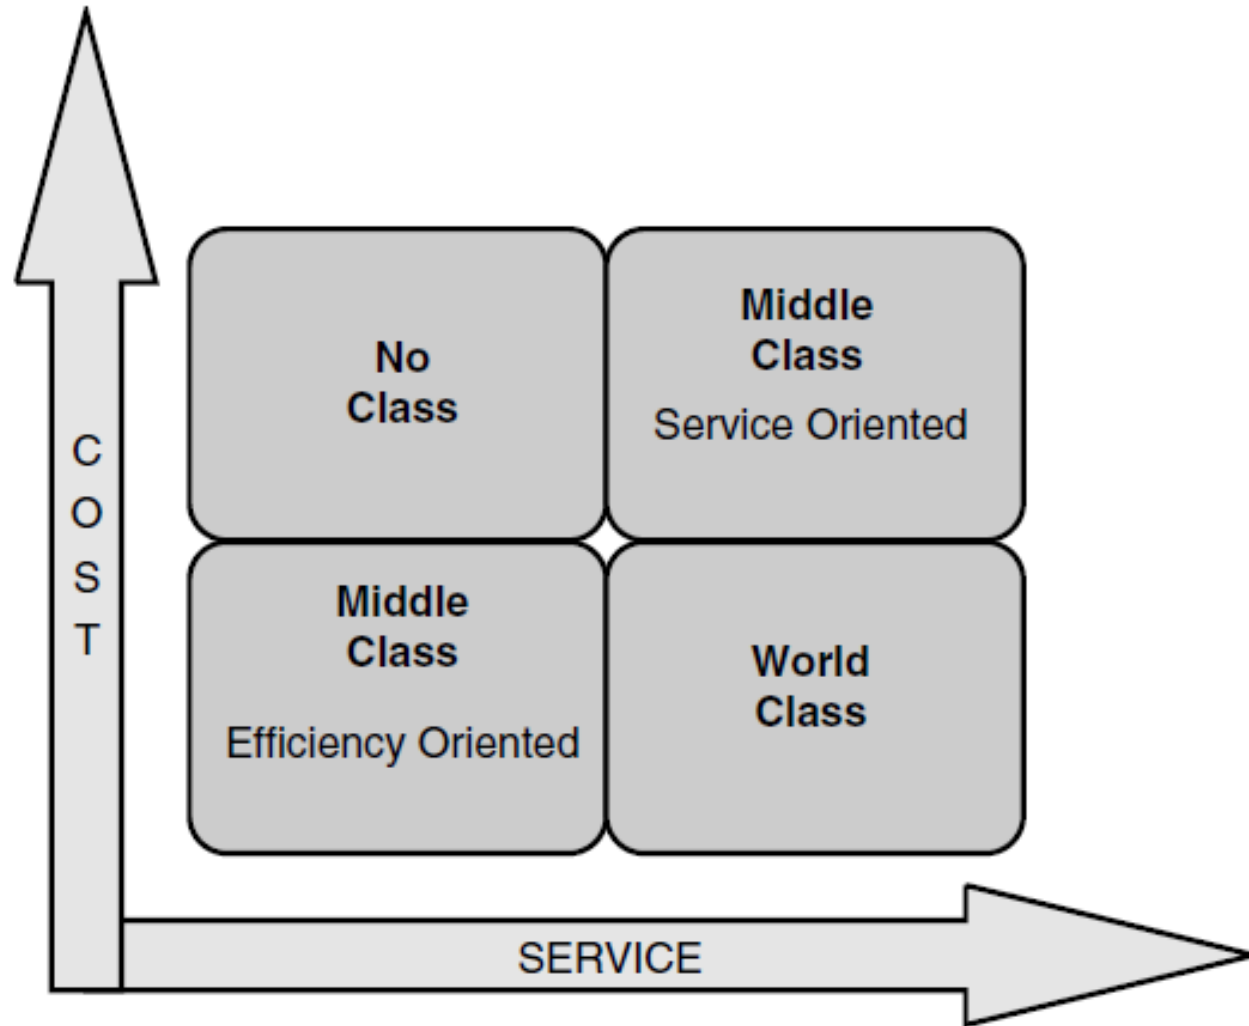 No
Class
Middle
Class
Service Oriented
C
O
S
T
Middle
Class
Efficiency Oriented
World
Class
SERVICE